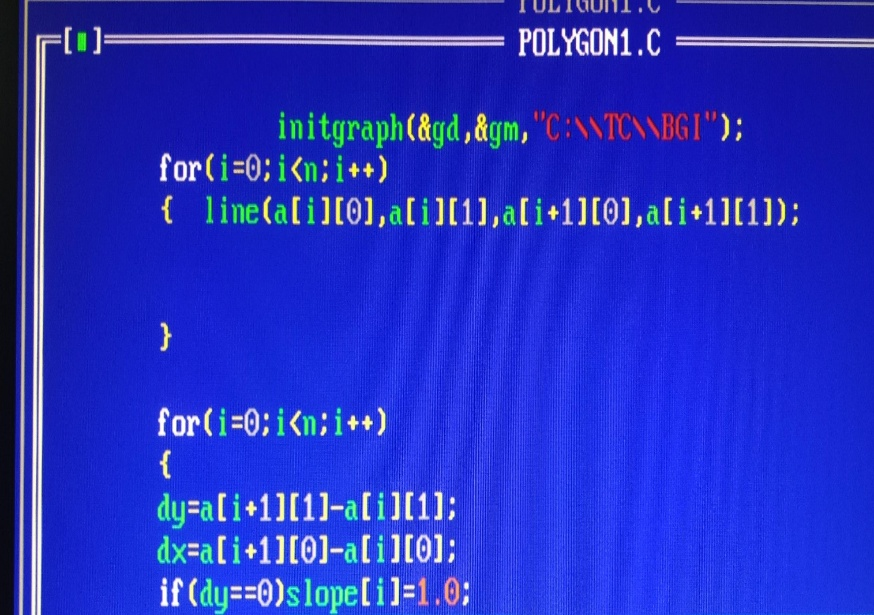 POLYGON1.C
[■]
POLYGON1.C
initgraph(&gd,&gm,"C:\\TC\\BGI");
for(i=0;i<n;i++)
{ line(a[i][0],a[i][1],a[i+1][0],a[i+1][1]);
}
for(i=0;i<n;i++)
{
dy=a[i+1][1]-a[i][1];
dx=a[i+1][0]-a[i][0];
if(dy==0)slope[i]=1.0;